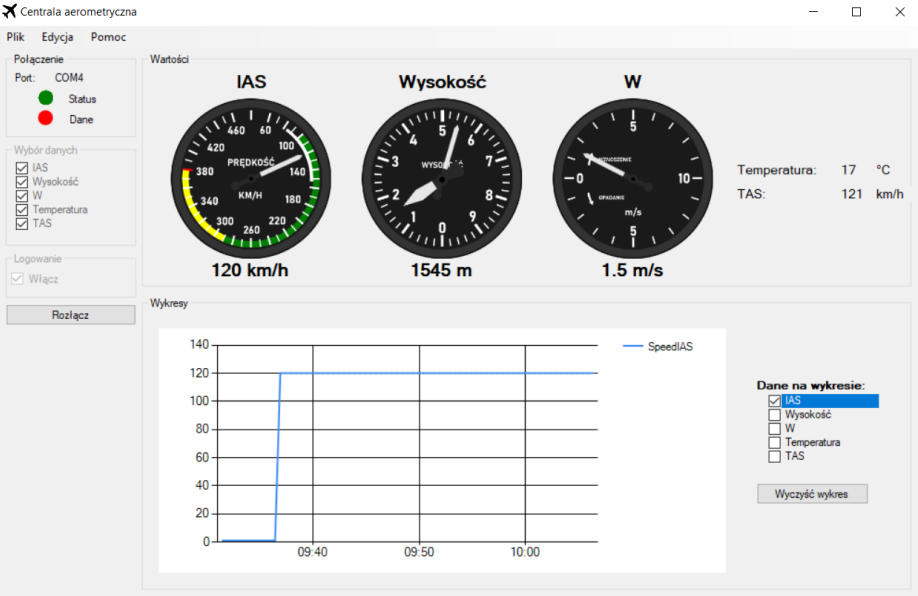 Centrala aerometryczna
Plik Edycja Pomoc
Połączenie
Port: COM4
Status
Dane
Wybór danych
IAS
Wysokość
W
Temperatura
TAS
Logowanie
Włącz
Rozłącz
Wartości
IAS
460 60
420 100
PRĘDKOŚĆ
380 140
KM/H
340 180
300 220
260
120 km/h
Wysokość
5
4 6
3 7
WYSOKOŚĆ
2 8
1 9
0
1545 m
W
5
WZNOSZENIE
0 10
OPADANIE
m/s
5
1.5 m/s
Temperatura: 17 °C
TAS: 121 km/h
Wykresy
140
120
100
80
60
40
20
0
09:40 09:50 10:00
SpeedIAS
Dane na wykresie:
IAS
Wysokość
W
Temperatura
TAS
Wyczyść wykres